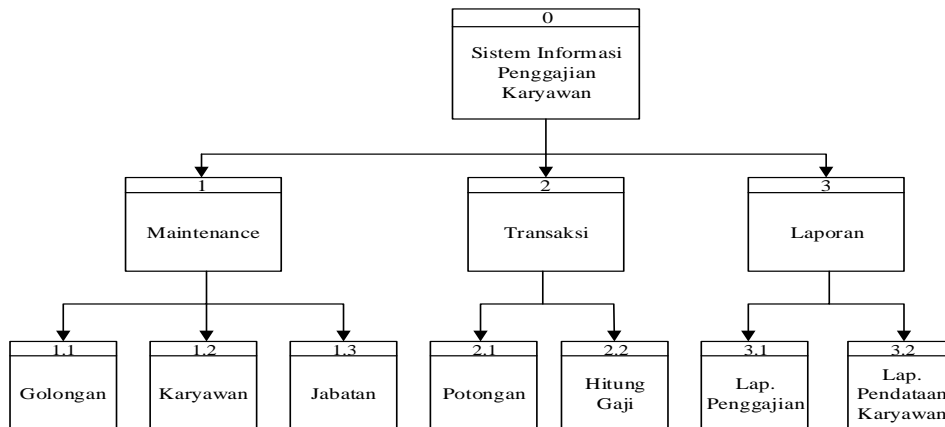 0
Sistem Informasi
Penggajian
Karyawan
1
Maintenance
2
Transaksi
3
Laporan
1.1
Golongan
1.2
Karyawan
1.3
Jabatan
2.1
Potongan
2.2
Hitung
Gaji
3.1
Lap.
Penggajian
3.2
Lap.
Pendataan
Karyawan